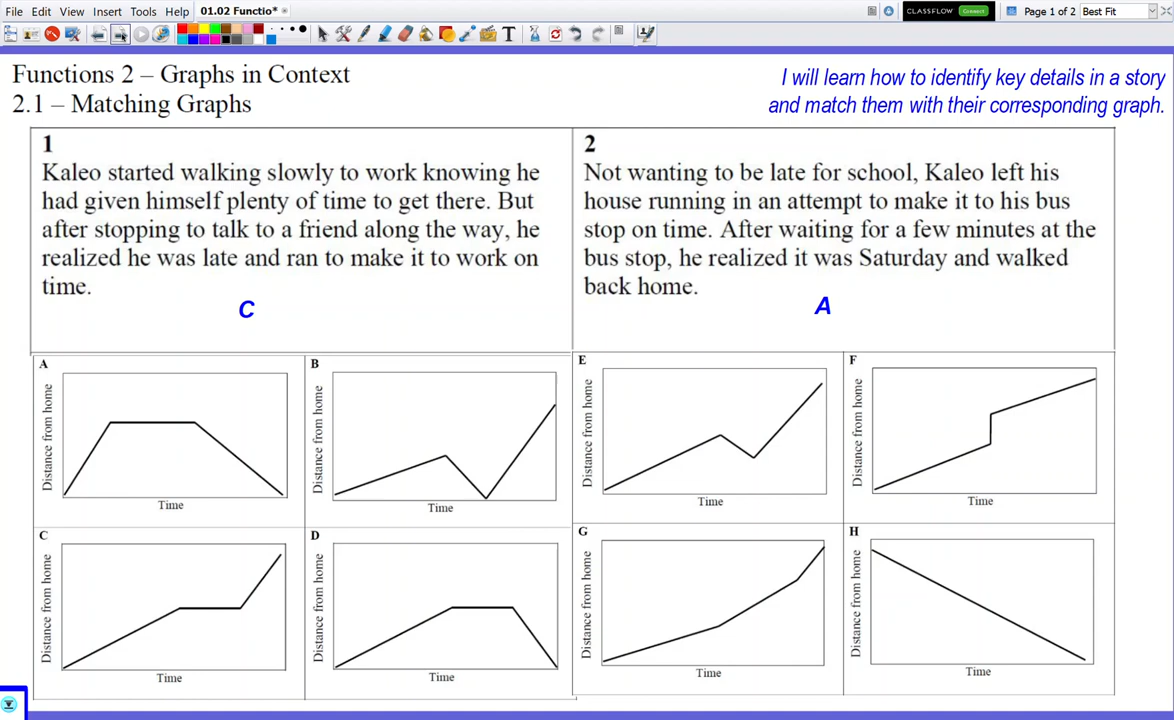 File Edit View Insert Tools Help 01.02 Functio* CLASSFLOW Connect Page 1 of 2 Best Fit
T
Functions 2 – Graphs in Context
2.1 – Matching Graphs
I will learn how to identify key details in a story
and match them with their corresponding graph.
1
Kaleo started walking slowly to work knowing he
had given himself plenty of time to get there. But
after stopping to talk to a friend along the way, he
realized he was late and ran to make it to work on
time.
C
2
Not wanting to be late for school, Kaleo left his
house running in an attempt to make it to his bus
stop on time. After waiting for a few minutes at the
bus stop, he realized it was Saturday and walked
back home.
A
A
Distance from home
Time
B
Distance from home
Time
E
Distance from home
Time
F
Distance from home
Time
C
Distance from home
Time
D
Distance from home
Time
G
Distance from home
Time
H
Distance from home
Time